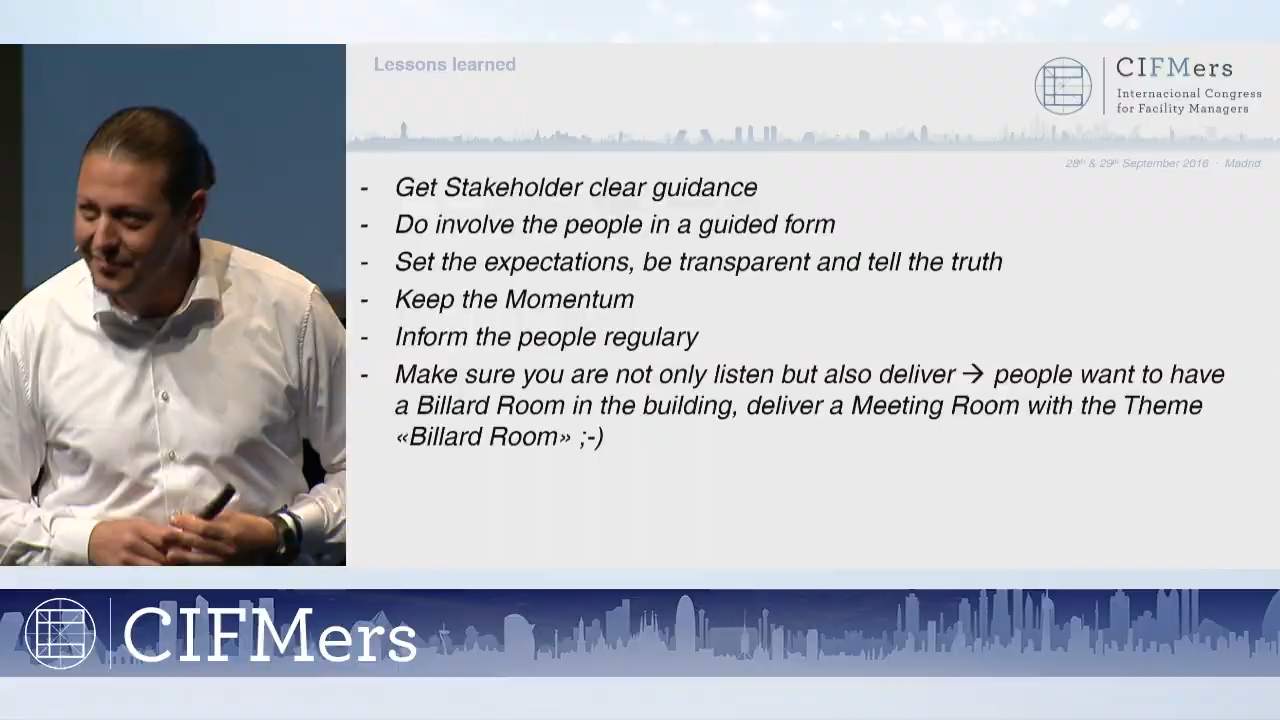 Lessons learned
CIFMers
Internacional Congress
for Facility Managers
28th & 29th September 2016 · Madrid
- Get Stakeholder clear guidance
- Do involve the people in a guided form
- Set the expectations, be transparent and tell the truth
- Keep the Momentum
- Inform the people regulary
- Make sure you are not only listen but also deliver → people want to have
a Billard Room in the building, deliver a Meeting Room with the Theme
«Billard Room» ;-)
CIFMers